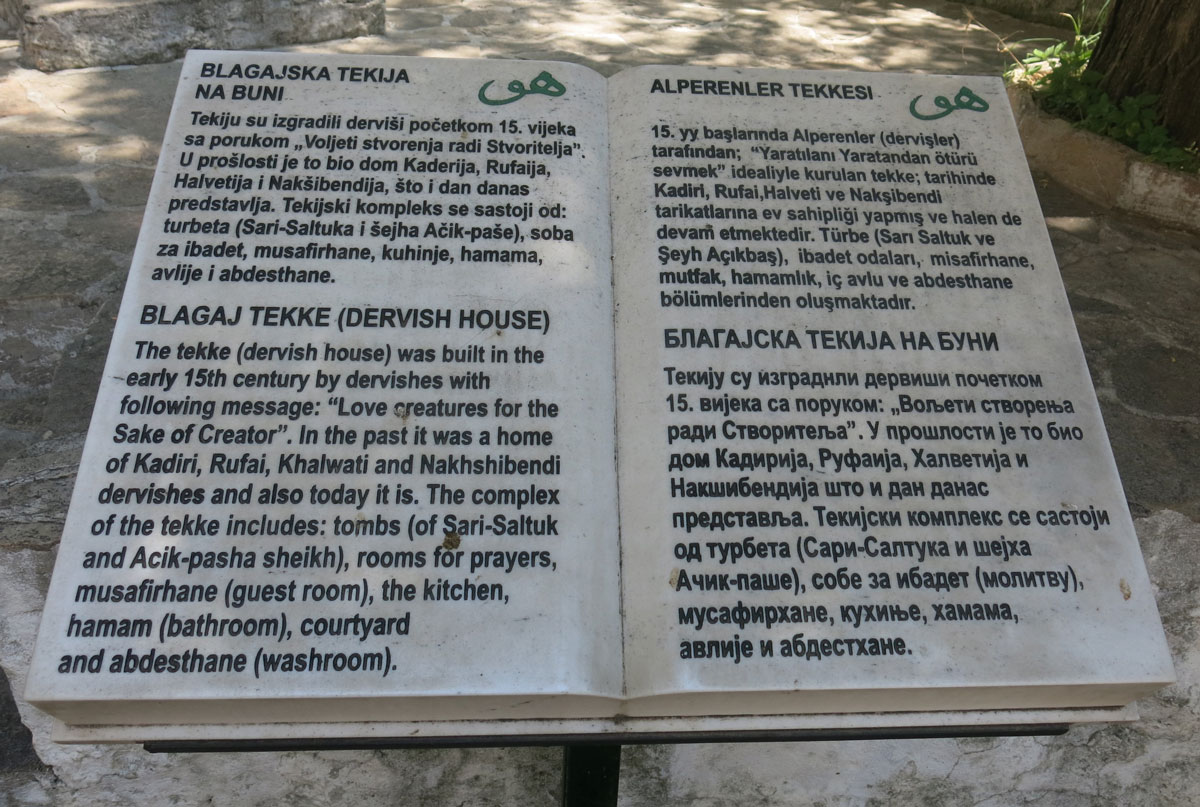 BLAGAJSKA TEKIJA
NA BUNI
هو
Tekiju su izgradili derviši početkom 15. vijeka
sa porukom „Voljeti stvorenja radi Stvoritelja”.
U prošlosti je to bio dom Kaderija, Rufaija,
Halvetija i Nakšibendija, što i dan danas
predstavlja. Tekijski kompleks se sastoji od:
turbeta (Sari-Saltuka i šejha Ačik-paše), soba
za ibadet, musafirhane, kuhinje, hamama,
avlije i abdesthane.
BLAGAJ TEKKE (DERVISH HOUSE)
The tekke (dervish house) was built in the
early 15th century by dervishes with
following message: “Love creatures for the
Sake of Creator”. In the past it was a home
of Kadiri, Rufai, Khalwati and Nakhshibendi
dervishes and also today it is. The complex
of the tekke includes: tombs (of Sari-Saltuk
and Acik-pasha sheikh), rooms for prayers,
musafirhane (guest room), the kitchen,
hamam (bathroom), courtyard
and abdesthane (washroom).
ALPERENLER TEKKESİ
هو
15. yy başlarında Alperenler (dervişler)
tarafından; “Yaratılanı Yaratandan ötürü
sevmek” idealiyle kurulan tekke; tarihinde
Kadiri, Rufai,Halveti ve Nakşibendi
tarikatlarına ev sahipliği yapmış ve halen de
devam etmektedir. Türbe (Sarı Saltuk ve
Şeyh Açıkbaş), ibadet odaları, misafirhane,
mutfak, hamamlık, iç avlu ve abdesthane
bölümlerinden oluşmaktadır.
БЛАГАЈСКА ТЕКИЈА НА БУНИ
Текију су изграднли дервиши почетком
15. вијека са поруком: „Вољети створења
ради Створитеља”. У прошлости је то био
дом Кадирија, Руфаија, Халветија и
Накшибендија што и дан данас
представља. Текијски комплекс се састоји
од турбета (Сари-Салтука и шејха
Ачик-паше), собе за ибадет (молитву),
мусафирхане, кухиње, хамама,
авлије и абдестхане.